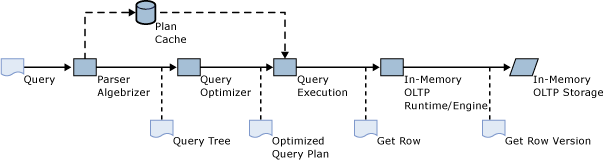 Plan
Cache
Query
Parser
Algebrizer
Query
Optimizer
Query
Execution
In-Memory
OLTP
Runtime/Engine
In-Memory
OLTP Storage
Query Tree
Optimized
Query Plan
Get Row
Get Row Version